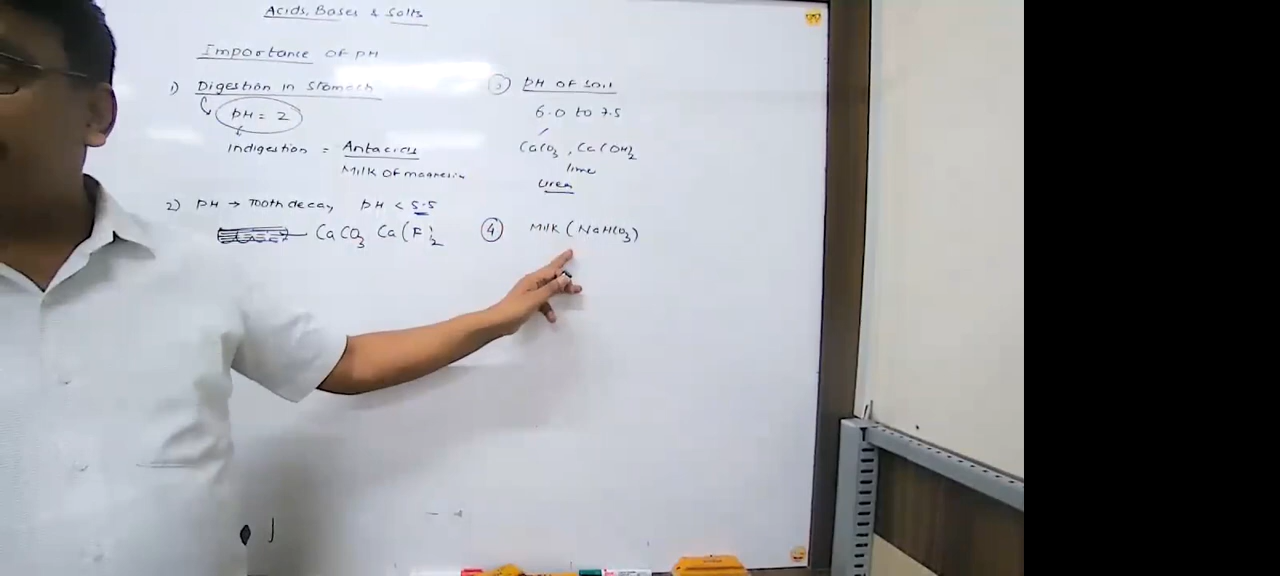 Acids, Bases & Salts
Importance of pH
1) Digestion in stomach
pH = 2
Indigestion = Antacids
Milk of magnesia
2) pH → Tooth decay pH < 5.5
CaCO3 Ca(F)2
3) pH of soil
6.0 to 7.5
CaCO3, Ca(OH)2
lime
Urea
4 Milk (NaHCO3)